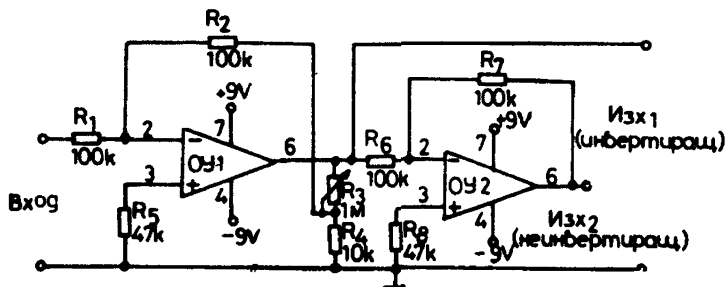 R2
100k
R1
100k
2
+9V
7
ОУ1
6
3
4
-9V
R5
47k
Вход
R3
1M
R4
10k
R6
100k
R7
100k
+9V
2
7
ОУ2
6
3
4
-9V
R8
47k
Изх1
(инвертиращ)
Изх2
(неинвертиращ)